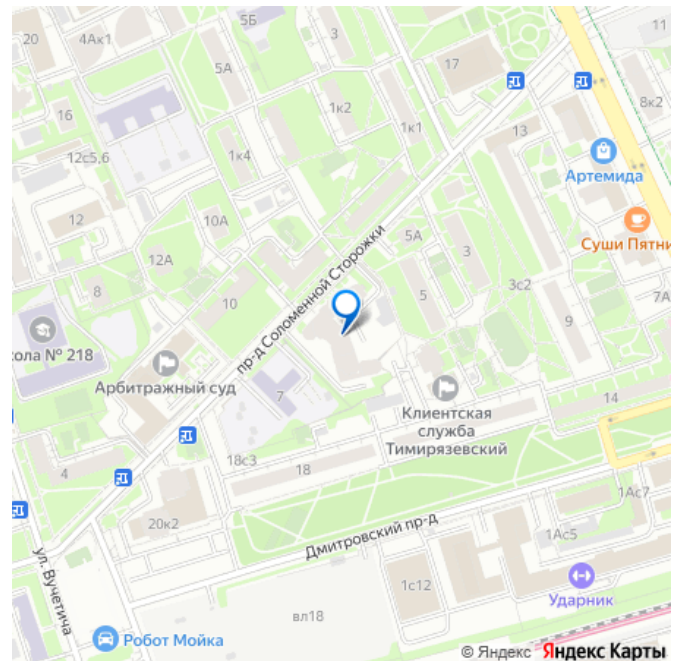 20
4Ак1
5Б
3
11
17
5А
8к2
16
1к2
1к1
13
Артемида
12с5,6
1к4
Суши Пятни
12
10А
5А
3
12А
3с2
8
10
пр-д Соломенной Сторожки
5
7А
9
кола № 218
Арбитражный суд
7
Клиентская
служба
Тимирязевский
14
4
18с3
18
1Ас7
20к2
Дмитровский пр-д
1Ас5
ул. Вучетича
1с12
Ударник
вл18
Робот Мойка
© Яндекс Яндекс Карты